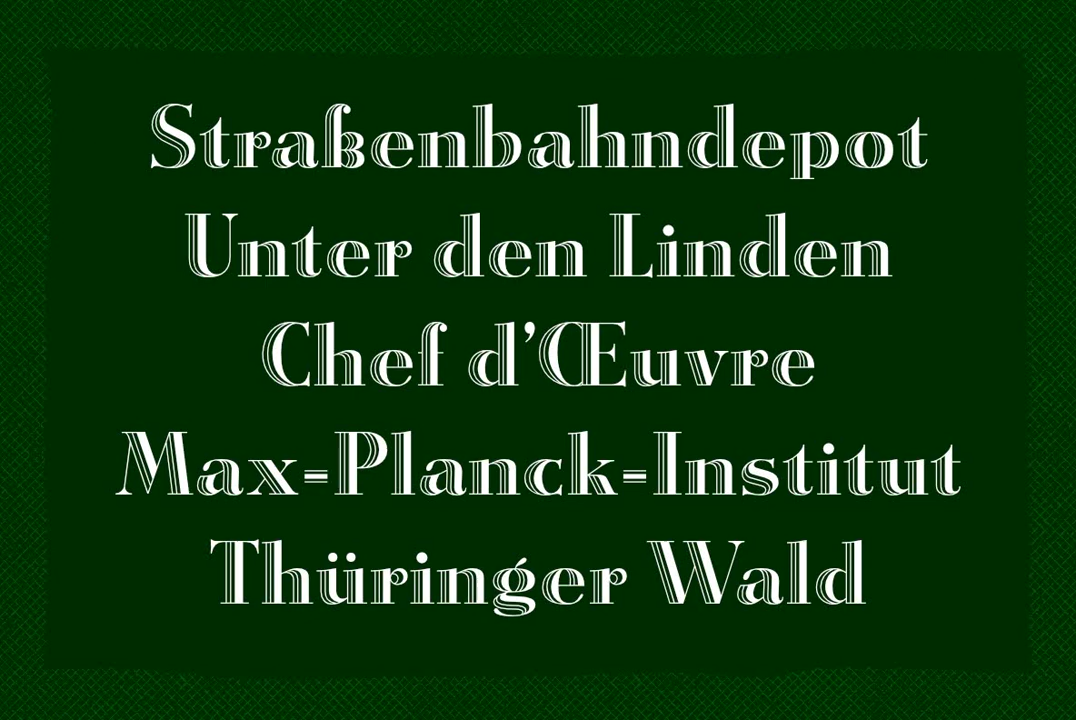 Straßenbahndepot
Unter den Linden
Chef d’Œuvre
Max-Planck-Institut
Thüringer Wald